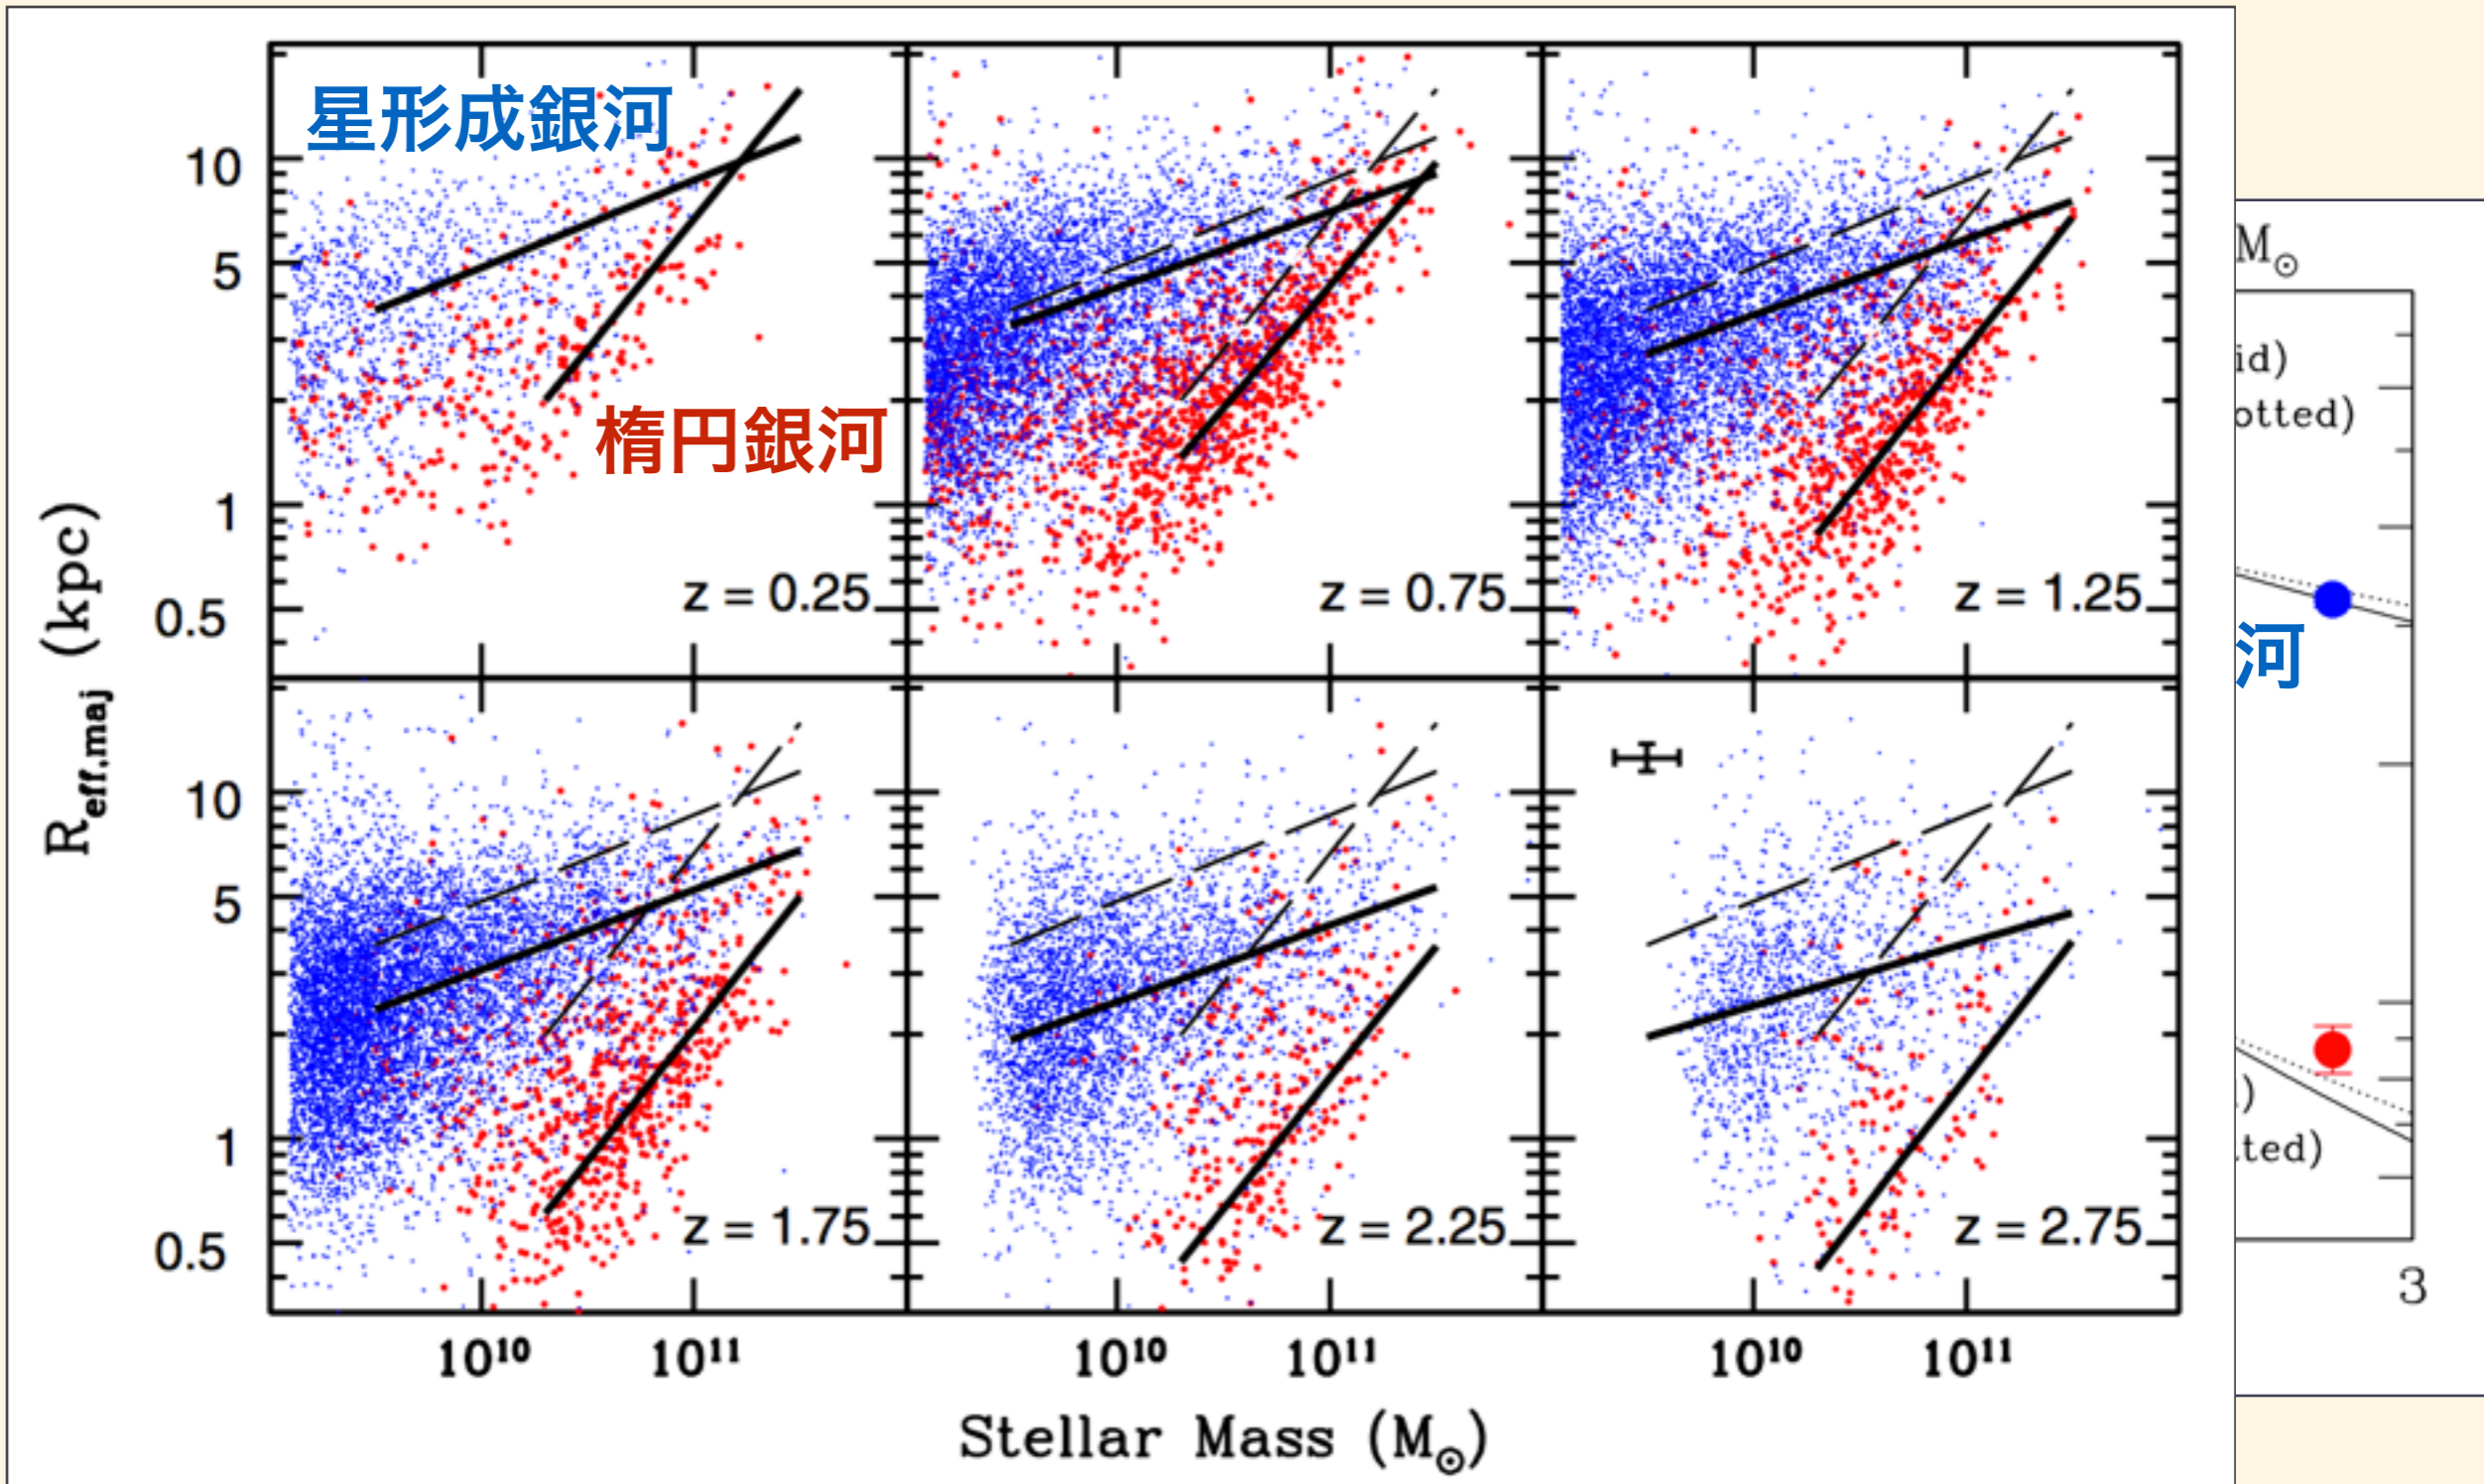 星形成銀河
楕円銀河
10
5
1
0.5
z = 0.25
z = 0.75
z = 1.25
R_eff,maj (kpc)
10
5
1
0.5
z = 1.75
z = 2.25
z = 2.75
10¹⁰
10¹¹
10¹⁰
10¹¹
10¹⁰
10¹¹
Stellar Mass (M⊙)
M⊙
id)
otted)
河
)
ted)
3